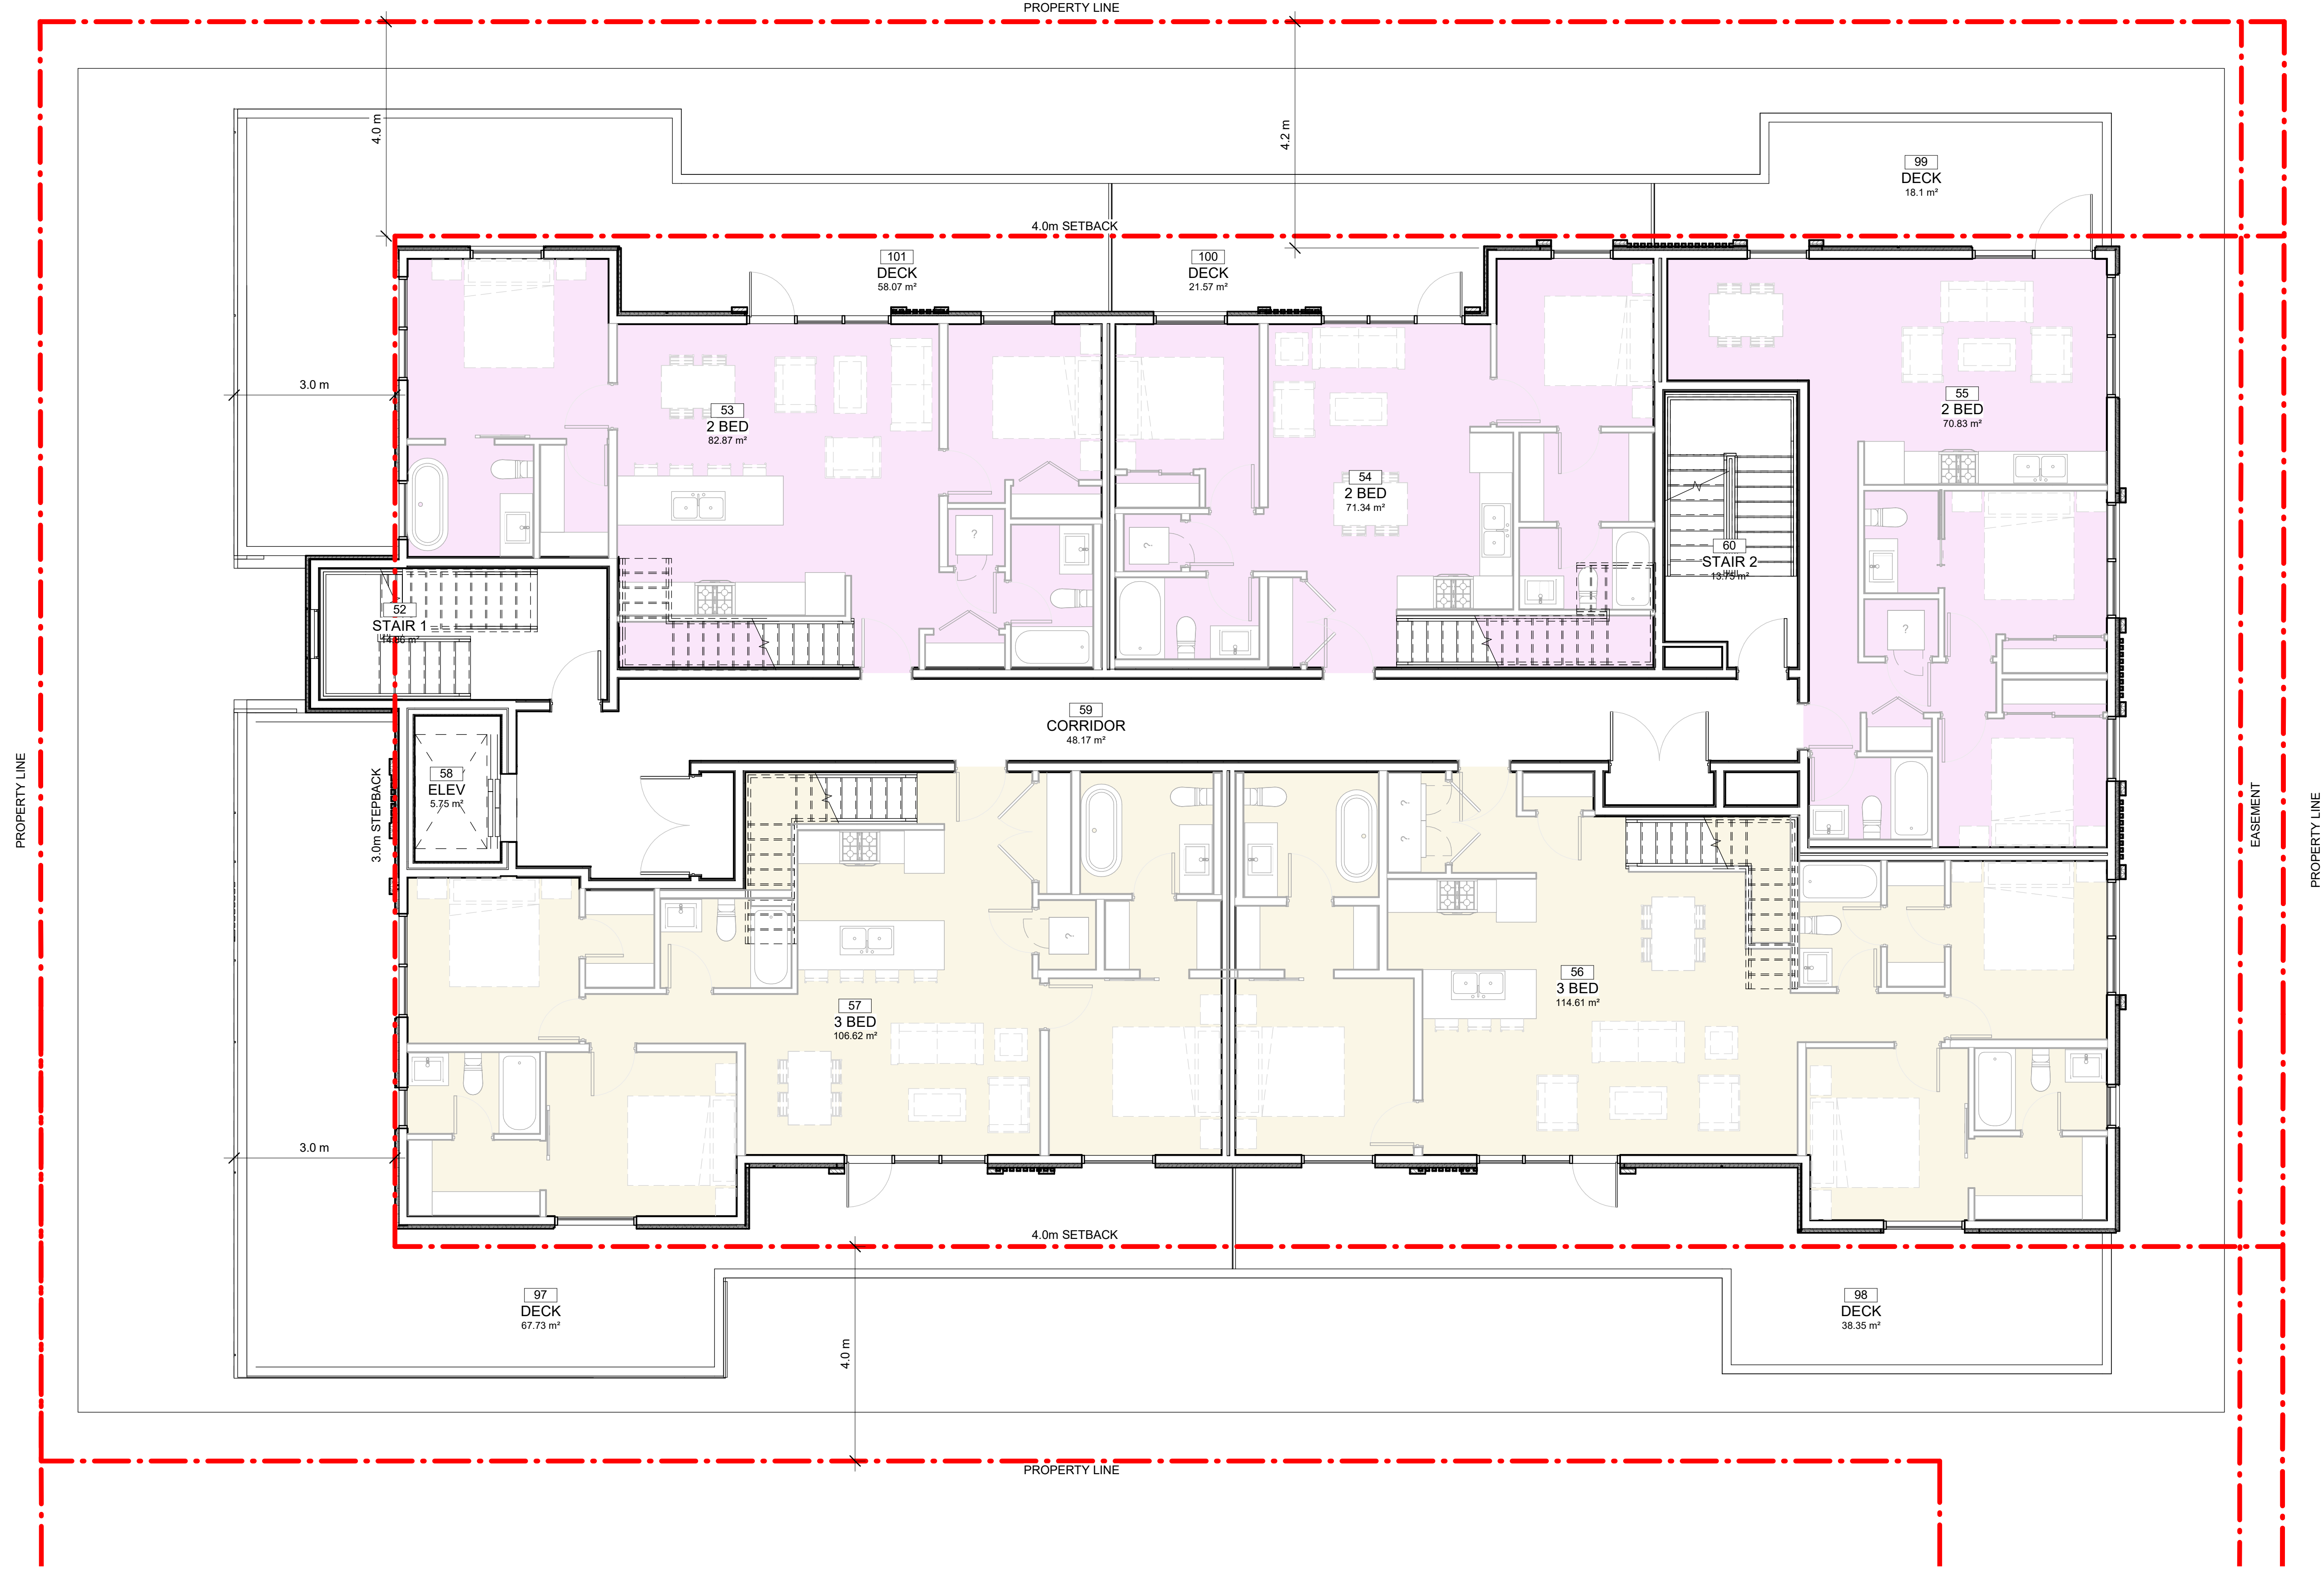 PROPERTY LINE
4.0 m
4.2 m
99
DECK
18.1 m²
4.0m SETBACK
101
DECK
58.07 m²
100
DECK
21.57 m²
3.0 m
53
2 BED
82.87 m²
54
2 BED
71.34 m²
55
2 BED
70.83 m²
?
?
?
60
STAIR 2
13.75 m²
52
STAIR 1
59
CORRIDOR
48.17 m²
58
ELEV
5.75 m²
3.0m STEPBACK
PROPERTY LINE
EASEMENT
PROPERTY LINE
?
?
?
57
3 BED
106.62 m²
56
3 BED
114.61 m²
3.0 m
4.0m SETBACK
97
DECK
67.73 m²
98
DECK
38.35 m²
4.0 m
PROPERTY LINE